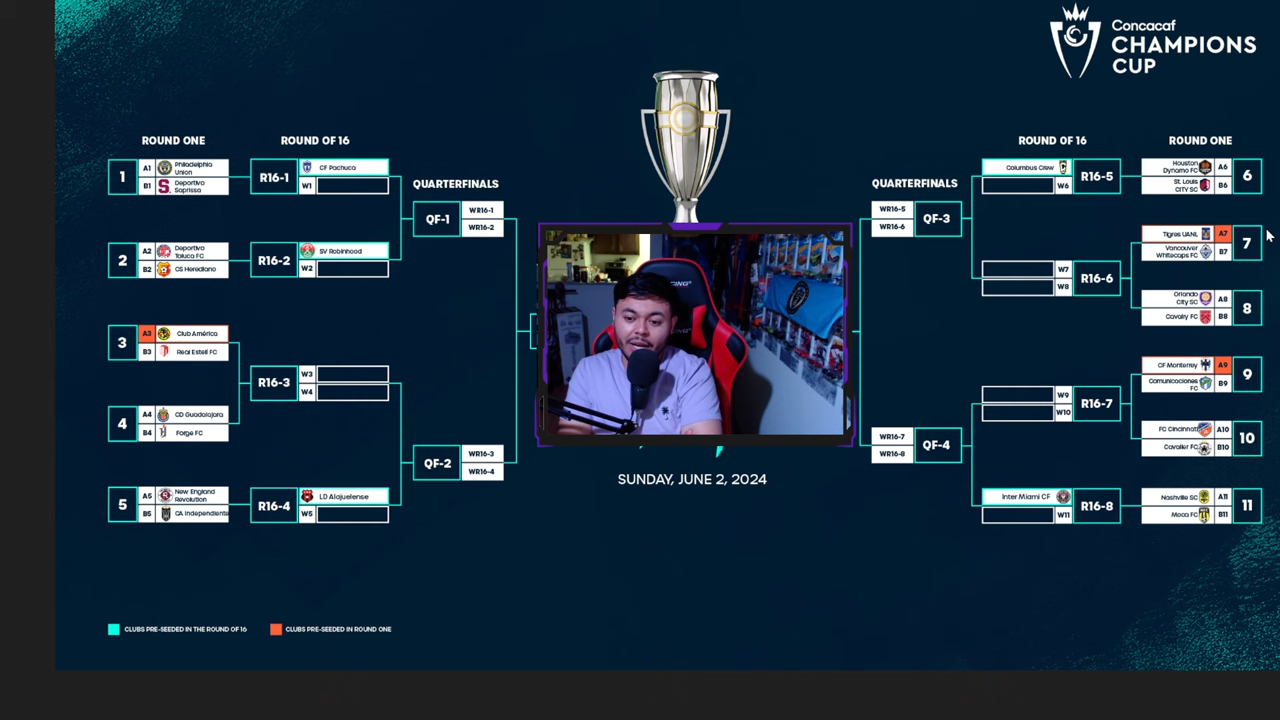 Concacaf
CHAMPIONS
CUP
ROUND ONE
ROUND OF 16
QUARTERFINALS
1
A1
Philadelphia
Union
B1
Deportivo
Saprissa
R16-1
CF Pachuca
W1
QF-1
WR16-1
WR16-2
2
A2
Deportivo
Toluca FC
B2
CS Herediano
R16-2
SV Robinhood
W2
3
A3
Club América
B3
Real Estelí FC
R16-3
W3
W4
4
A4
CD Guadalajara
B4
Forge FC
QF-2
WR16-3
WR16-4
5
A5
New England
Revolution
B5
CA Independiente
R16-4
LD Alajuelense
W5
SUNDAY, JUNE 2, 2024
QUARTERFINALS
ROUND OF 16
ROUND ONE
WR16-5
WR16-6
QF-3
Columbus Crew
W6
R16-5
Houston
Dynamo FC
A6
St. Louis
CITY SC
B6
6
W7
W8
R16-6
Tigres UANL
A7
Vancouver
Whitecaps FC
B7
7
Orlando
City SC
A8
Cavalry FC
B8
8
WR16-7
WR16-8
QF-4
W9
W10
R16-7
CF Monterrey
A9
Comunicaciones
FC
B9
9
FC Cincinnati
A10
Cavalier FC
B10
10
Inter Miami CF
W11
R16-8
Nashville SC
A11
Moca FC
B11
11
CLUBS PRE-SEEDED IN THE ROUND OF 16
CLUBS PRE-SEEDED IN ROUND ONE